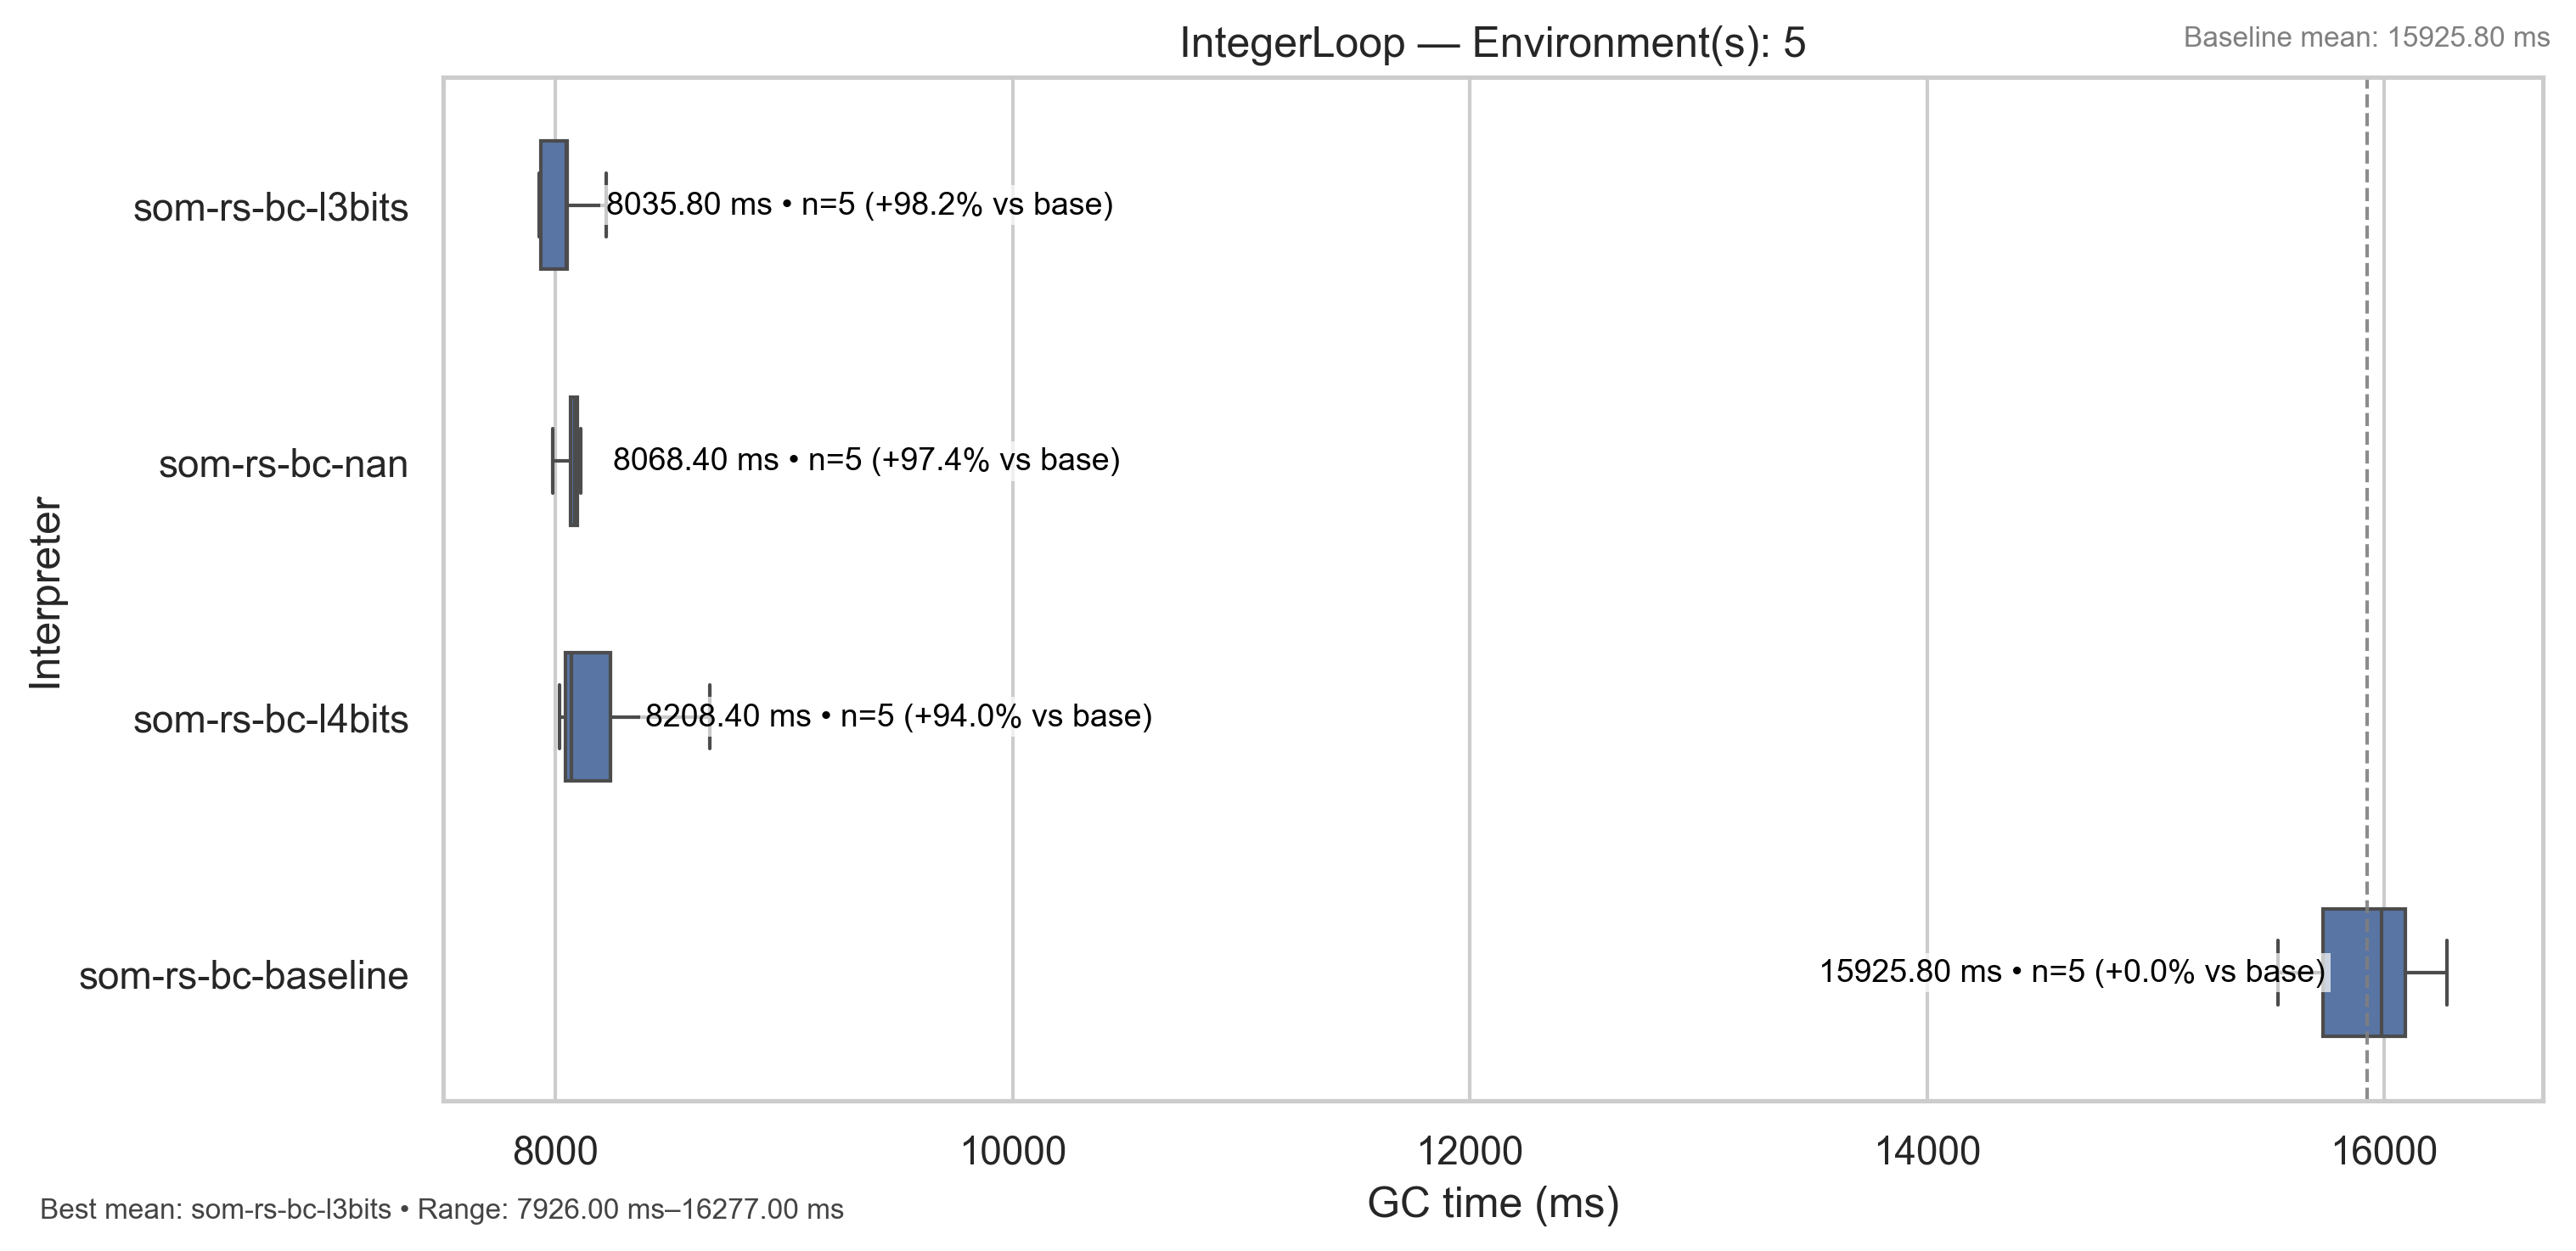 IntegerLoop — Environment(s): 5
Baseline mean: 15925.80 ms
Interpreter
som-rs-bc-l3bits
8035.80 ms • n=5 (+98.2% vs base)
som-rs-bc-nan
8068.40 ms • n=5 (+97.4% vs base)
som-rs-bc-l4bits
8208.40 ms • n=5 (+94.0% vs base)
som-rs-bc-baseline
15925.80 ms • n=5 (+0.0% vs base)
8000 10000 12000 14000 16000
GC time (ms)
Best mean: som-rs-bc-l3bits • Range: 7926.00 ms–16277.00 ms